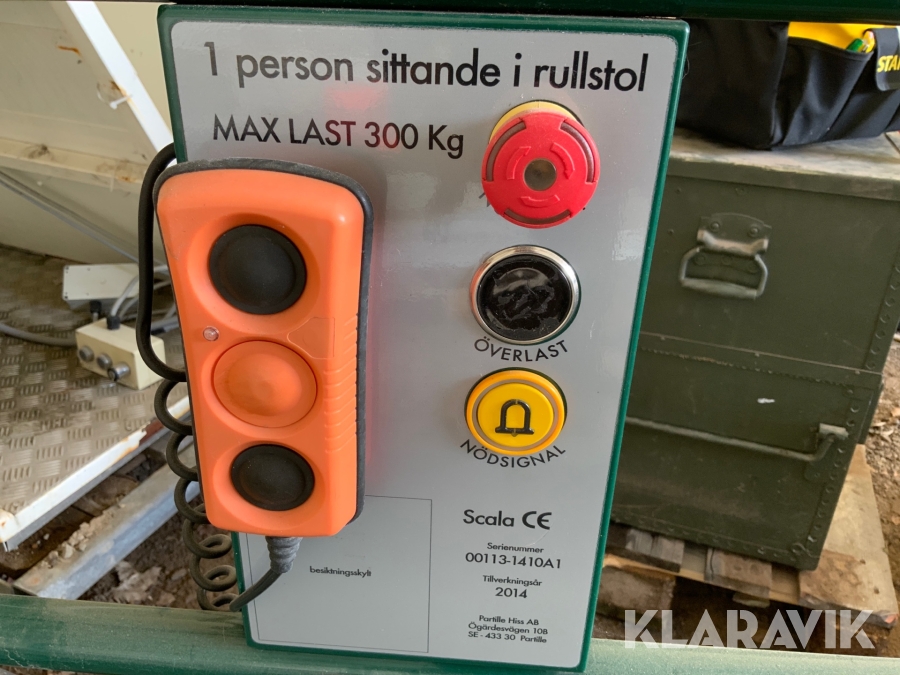 1 person sittande i rullstol
MAX LAST 300 Kg
ÖVERLAST
NÖDSIGNAL
Scala CE
Serienummer
00113-1410A1
Tillverkningsår
2014
Partille Hiss AB
Ögärdesvägen 10B
SE - 433 30 Partille
besiktningsskylt
STA
KLARAVIK